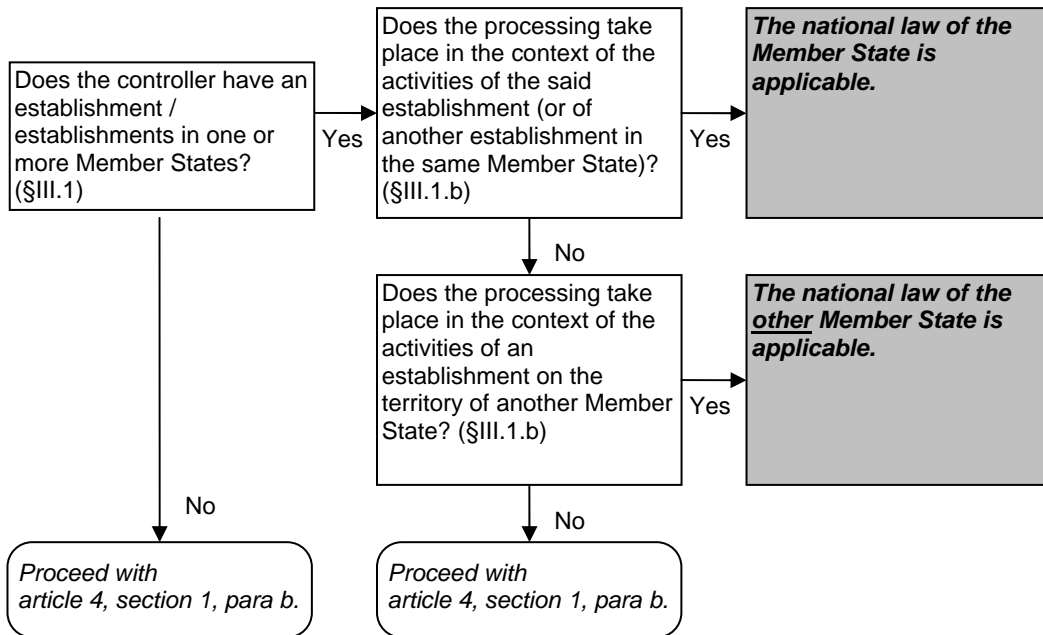 Does the controller have an
establishment /
establishments in one or
more Member States?
(§III.1)
Yes
Does the processing take
place in the context of the
activities of the said
establishment (or of
another establishment in
the same Member State)?
(§III.1.b)
Yes
The national law of the
Member State is
applicable.
No
Does the processing take
place in the context of the
activities of an
establishment on the
territory of another Member
State? (§III.1.b)
Yes
The national law of the
other Member State is
applicable.
No
No
Proceed with
article 4, section 1, para b.
Proceed with
article 4, section 1, para b.